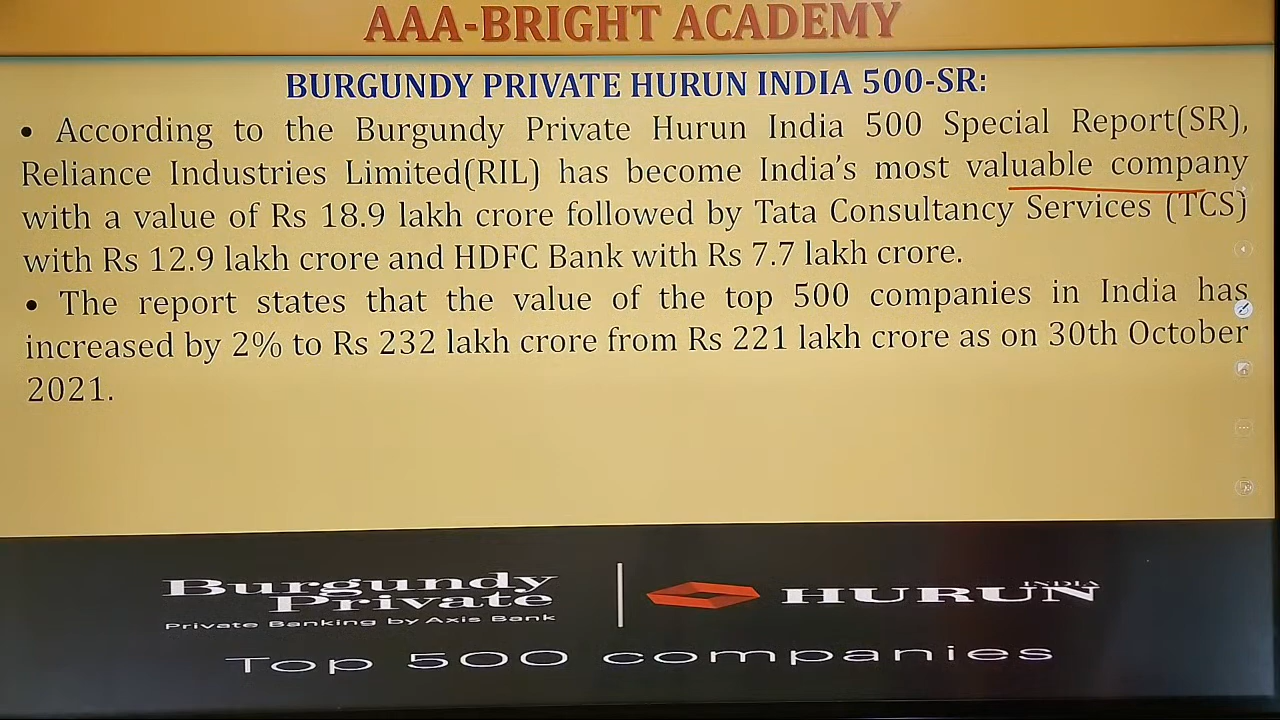 AAA-BRIGHT ACADEMY
BURGUNDY PRIVATE HURUN INDIA 500-SR:
• According to the Burgundy Private Hurun India 500 Special Report(SR),
Reliance Industries Limited(RIL) has become India's most valuable company
with a value of Rs 18.9 lakh crore followed by Tata Consultancy Services (TCS)
with Rs 12.9 lakh crore and HDFC Bank with Rs 7.7 lakh crore.
• The report states that the value of the top 500 companies in India has
increased by 2% to Rs 232 lakh crore from Rs 221 lakh crore as on 30th October
2021.
Burgundy
Private
Private Banking by Axis Bank
HURUN INDIA
Top 500 companies